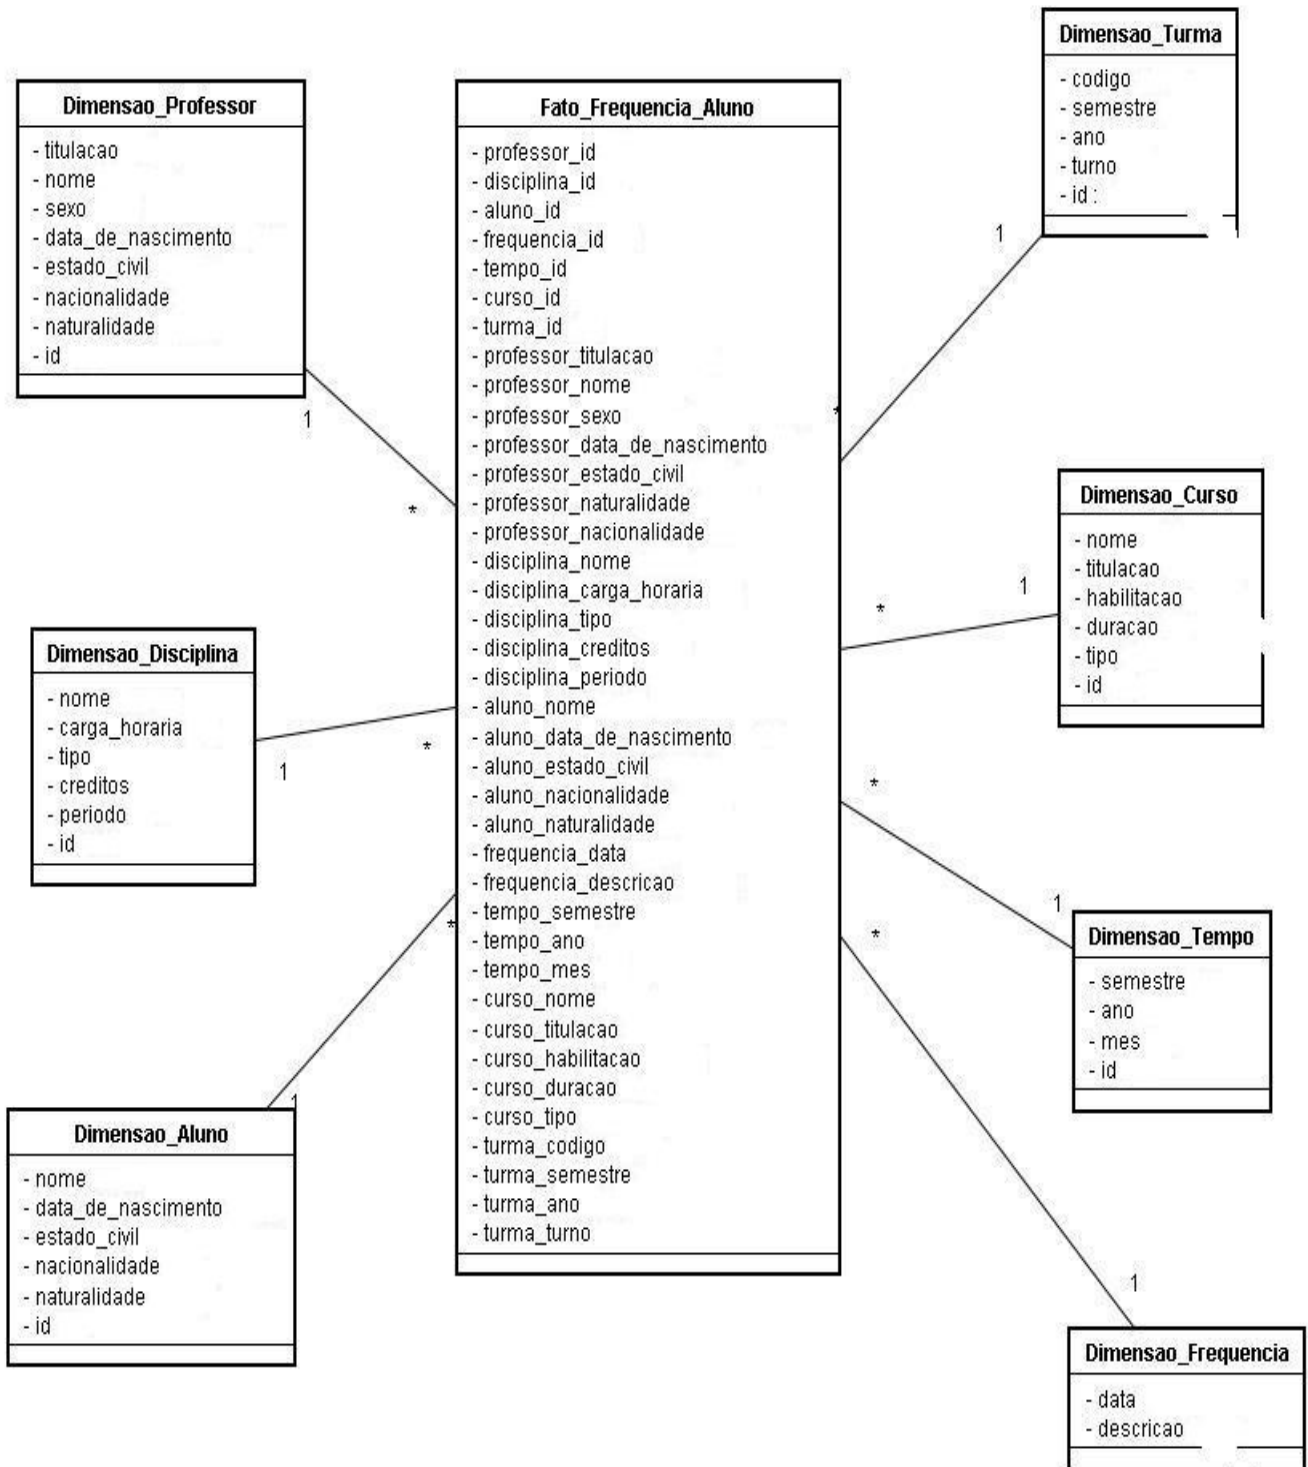 Dimensao_Professor
- titulacao
- nome
- sexo
- data_de_nascimento
- estado_civil
- nacionalidade
- naturalidade
- id
1
*
Dimensao_Disciplina
- nome
- carga_horaria
- tipo
- creditos
- periodo
- id
1
*
Dimensao_Aluno
- nome
- data_de_nascimento
- estado_civil
- nacionalidade
- naturalidade
- id
1
*
Fato_Frequencia_Aluno
- professor_id
- disciplina_id
- aluno_id
- frequencia_id
- tempo_id
- curso_id
- turma_id
- professor_titulacao
- professor_nome
- professor_sexo
- professor_data_de_nascimento
- professor_estado_civil
- professor_naturalidade
- professor_nacionalidade
- disciplina_nome
- disciplina_carga_horaria
- disciplina_tipo
- disciplina_creditos
- disciplina_periodo
- aluno_nome
- aluno_data_de_nascimento
- aluno_estado_civil
- aluno_nacionalidade
- aluno_naturalidade
- frequencia_data
- frequencia_descricao
- tempo_semestre
- tempo_ano
- tempo_mes
- curso_nome
- curso_titulacao
- curso_habilitacao
- curso_duracao
- curso_tipo
- turma_codigo
- turma_semestre
- turma_ano
- turma_turno
Dimensao_Turma
- codigo
- semestre
- ano
- turno
- id :
1
*
Dimensao_Curso
- nome
- titulacao
- habilitacao
- duracao
- tipo
- id
1
*
Dimensao_Tempo
- semestre
- ano
- mes
- id
1
*
Dimensao_Frequencia
- data
- descricao
1
*